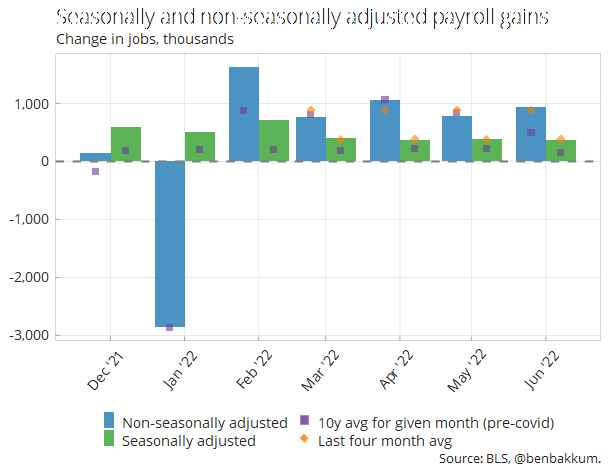 Seasonally and non-seasonally adjusted payroll gains
Change in jobs, thousands
1,000
0
-1,000
-2,000
-3,000
Dec '21
Jan '22
Feb '22
Mar '22
Apr '22
May '22
Jun '22
Non-seasonally adjusted
10y avg for given month (pre-covid)
Seasonally adjusted
Last four month avg
Source: BLS, @benbakkum.